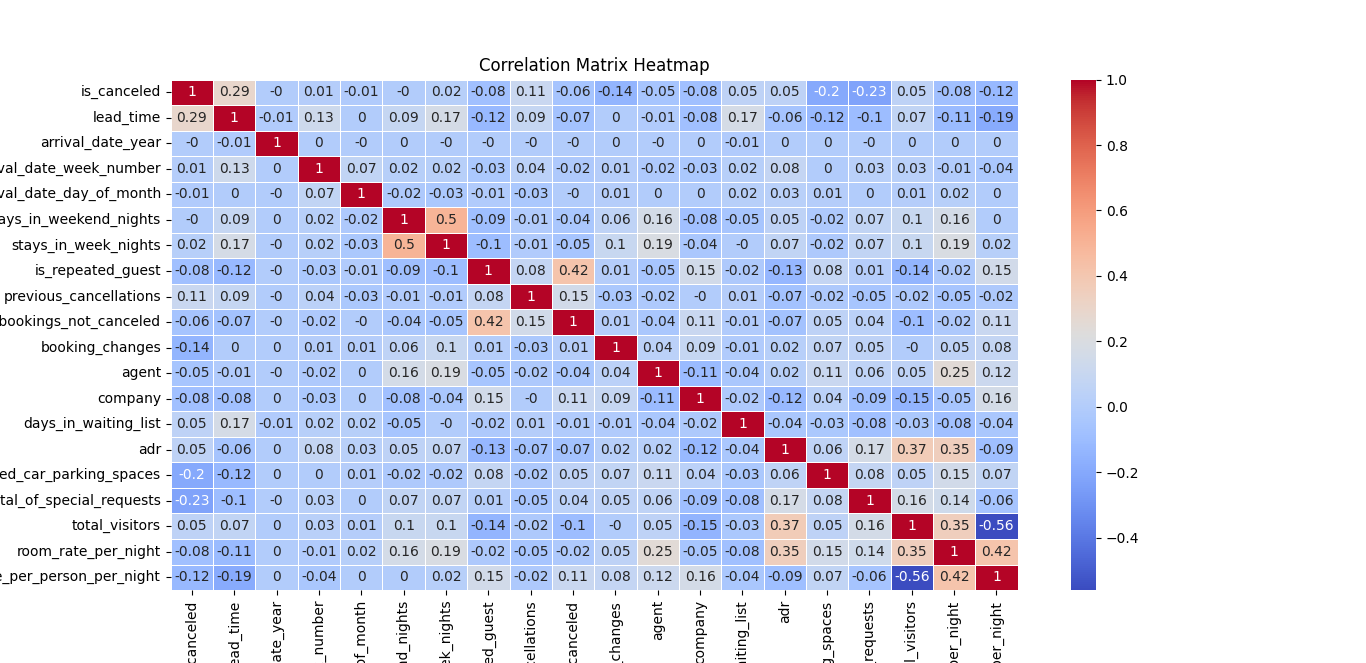 Correlation Matrix Heatmap
is_canceled 1 0.29 -0 0.01 -0.01 -0 0.02 -0.08 0.11 -0.06 -0.14 -0.05 -0.08 0.05 0.05 -0.2 -0.23 0.05 -0.08 -0.12
lead_time 0.29 1 -0.01 0.13 0 0.09 0.17 -0.12 0.09 -0.07 0 -0.01 -0.08 0.17 -0.06 -0.12 -0.1 0.07 -0.11 -0.19
arrival_date_year -0 -0.01 1 0 -0 -0 -0 -0 -0 -0 0 -0 0 -0.01 0 0 -0 0 0 0
val_date_week_number 0.01 0.13 0 1 0.07 0.02 0.02 -0.03 0.04 -0.02 0.01 -0.02 -0.03 0.02 0.08 0 0.03 0.03 -0.01 -0.04
val_date_day_of_month -0.01 0 -0 0.07 1 -0.02 -0.03 -0.01 -0.03 -0 0.01 0 0 0.02 0.03 0.01 0 0.01 0.02 0
ays_in_weekend_nights -0 0.09 0 0.02 -0.02 1 0.5 -0.09 -0.01 -0.04 0.06 0.16 -0.08 -0.05 0.05 -0.02 0.07 0.1 0.16 0
stays_in_week_nights 0.02 0.17 -0 0.02 -0.03 0.5 1 -0.1 -0.01 -0.05 0.1 0.19 -0.04 -0 0.07 -0.02 0.07 0.1 0.19 0.02
is_repeated_guest -0.08 -0.12 -0 -0.03 -0.01 -0.09 -0.1 1 0.08 0.42 0.01 -0.05 0.15 -0.02 -0.13 0.08 0.01 -0.14 -0.02 0.15
previous_cancellations 0.11 0.09 -0 0.04 -0.03 -0.01 -0.01 0.08 1 0.15 -0.03 -0.02 -0 0.01 -0.07 -0.02 -0.05 -0.02 -0.05 -0.02
bookings_not_canceled -0.06 -0.07 -0 -0.02 -0 -0.04 -0.05 0.42 0.15 1 0.01 -0.04 0.11 -0.01 -0.07 0.05 0.04 -0.1 -0.02 0.11
booking_changes -0.14 0 0 0.01 0.01 0.06 0.1 0.01 -0.03 0.01 1 0.04 0.09 -0.01 0.02 0.07 0.05 -0 0.05 0.08
agent -0.05 -0.01 -0 -0.02 0 0.16 0.19 -0.05 -0.02 -0.04 0.04 1 -0.11 -0.04 0.02 0.11 0.06 0.05 0.25 0.12
company -0.08 -0.08 0 -0.03 0 -0.08 -0.04 0.15 -0 0.11 0.09 -0.11 1 -0.02 -0.12 0.04 -0.09 -0.15 -0.05 0.16
days_in_waiting_list 0.05 0.17 -0.01 0.02 0.02 -0.05 -0 -0.02 0.01 -0.01 -0.01 -0.04 -0.02 1 -0.04 -0.03 -0.08 -0.03 -0.08 -0.04
adr 0.05 -0.06 0 0.08 0.03 0.05 0.07 -0.13 -0.07 -0.07 0.02 0.02 -0.12 -0.04 1 0.06 0.17 0.37 0.35 -0.09
ed_car_parking_spaces -0.2 -0.12 0 0 0.01 -0.02 -0.02 0.08 -0.02 0.05 0.07 0.11 0.04 -0.03 0.06 1 0.08 0.05 0.15 0.07
tal_of_special_requests -0.23 -0.1 -0 0.03 0 0.07 0.07 0.01 -0.05 0.04 0.05 0.06 -0.09 -0.08 0.17 0.08 1 0.16 0.14 -0.06
total_visitors 0.05 0.07 0 0.03 0.01 0.1 0.1 -0.14 -0.02 -0.1 -0 0.05 -0.15 -0.03 0.37 0.05 0.16 1 0.35 -0.56
room_rate_per_night -0.08 -0.11 0 -0.01 0.02 0.16 0.19 -0.02 -0.05 -0.02 0.05 0.25 -0.05 -0.08 0.35 0.15 0.14 0.35 1 0.42
e_per_person_per_night -0.12 -0.19 0 -0.04 0 0 0.02 0.15 -0.02 0.11 0.08 0.12 0.16 -0.04 -0.09 0.07 -0.06 -0.56 0.42 1
canceled
ead_time
ate_year
_number
of_month
nd_nights
ek_nights
ed_guest
cellations
canceled
_changes
agent
company
iting_list
adr
g_spaces
_requests
l_visitors
per_night
per_night
1.0
0.8
0.6
0.4
0.2
0.0
−0.2
−0.4